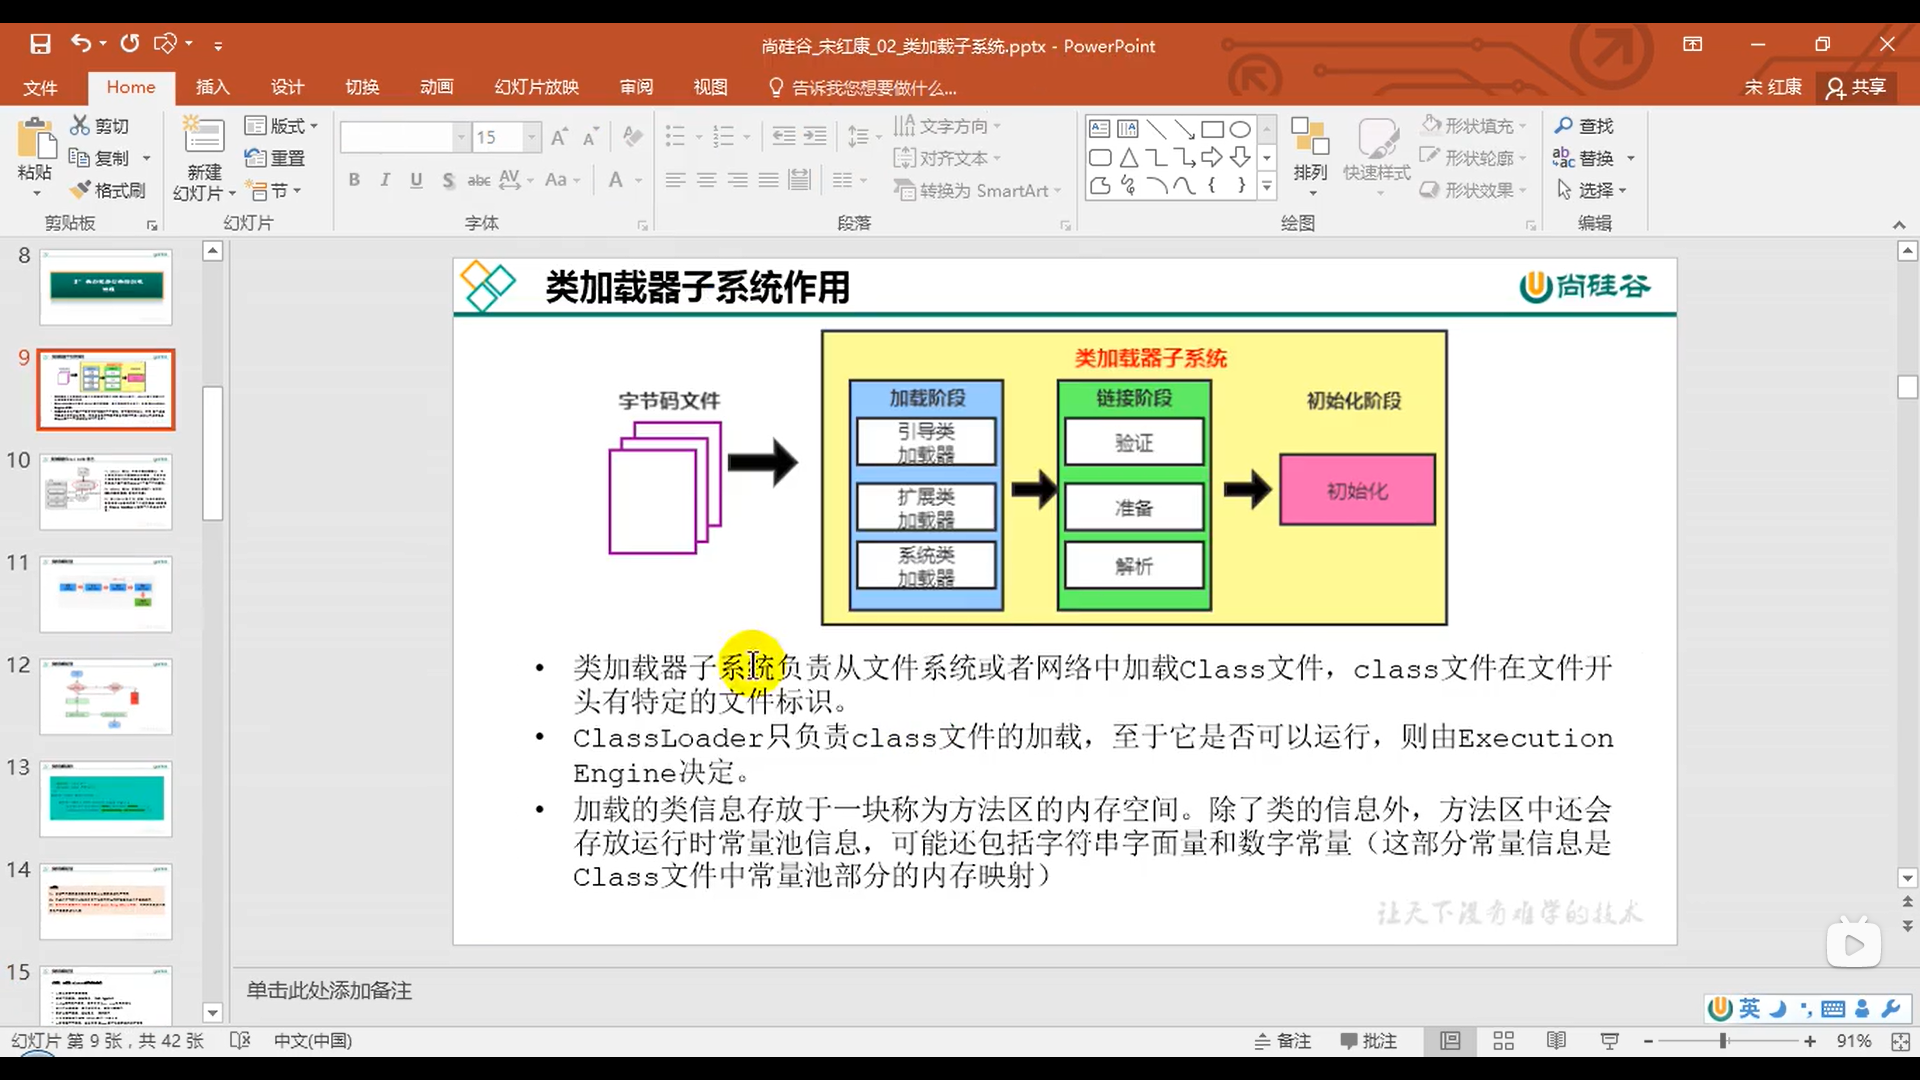 尚硅谷_宋红康_02_类加载子系统.pptx - PowerPoint
文件 Home 插入 设计 切换 动画 幻灯片放映 审阅 视图 告诉我您想要做什么... 宋 红康 共享
粘贴 剪切 复制 格式刷
新建 幻灯片 版式 重置 节
15
B I U S abc AV Aa A
文字方向
对齐文本
转换为 SmartArt
排列 快速样式 形状填充 形状轮廓 形状效果
查找
替换
选择
剪贴板 幻灯片 字体 段落 绘图 编辑
8
9
10
11
12
13
14
15
类加载器子系统作用
尚硅谷
类加载器子系统
字节码文件
加载阶段
引导类
加载器
扩展类
加载器
系统类
加载器
链接阶段
验证
准备
解析
初始化阶段
初始化
• 类加载器子系统负责从文件系统或者网络中加载Class文件，class文件在文件开
头有特定的文件标识。
• ClassLoader只负责class文件的加载，至于它是否可以运行，则由Execution
Engine决定。
• 加载的类信息存放于一块称为方法区的内存空间。除了类的信息外，方法区中还会
存放运行时常量池信息，可能还包括字符串字面量和数字常量（这部分常量信息是
Class文件中常量池部分的内存映射）
让天下没有难学的技术
单击此处添加备注
英
幻灯片 第 9 张，共 42 张 中文(中国) 备注 批注 91%